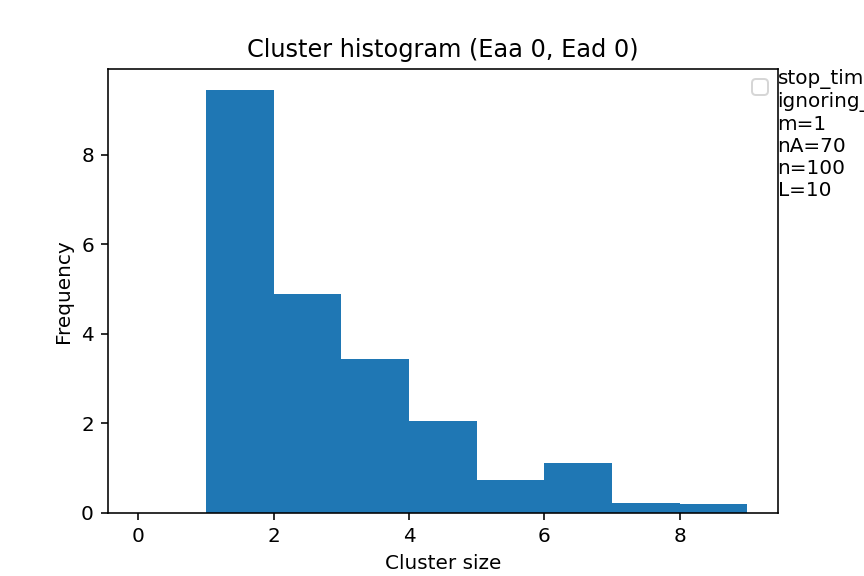 Cluster histogram (Eaa 0, Ead 0)
stop_tim
ignoring_
m=1
nA=70
n=100
L=10
Frequency
8
6
4
2
0
0 2 4 6 8
Cluster size